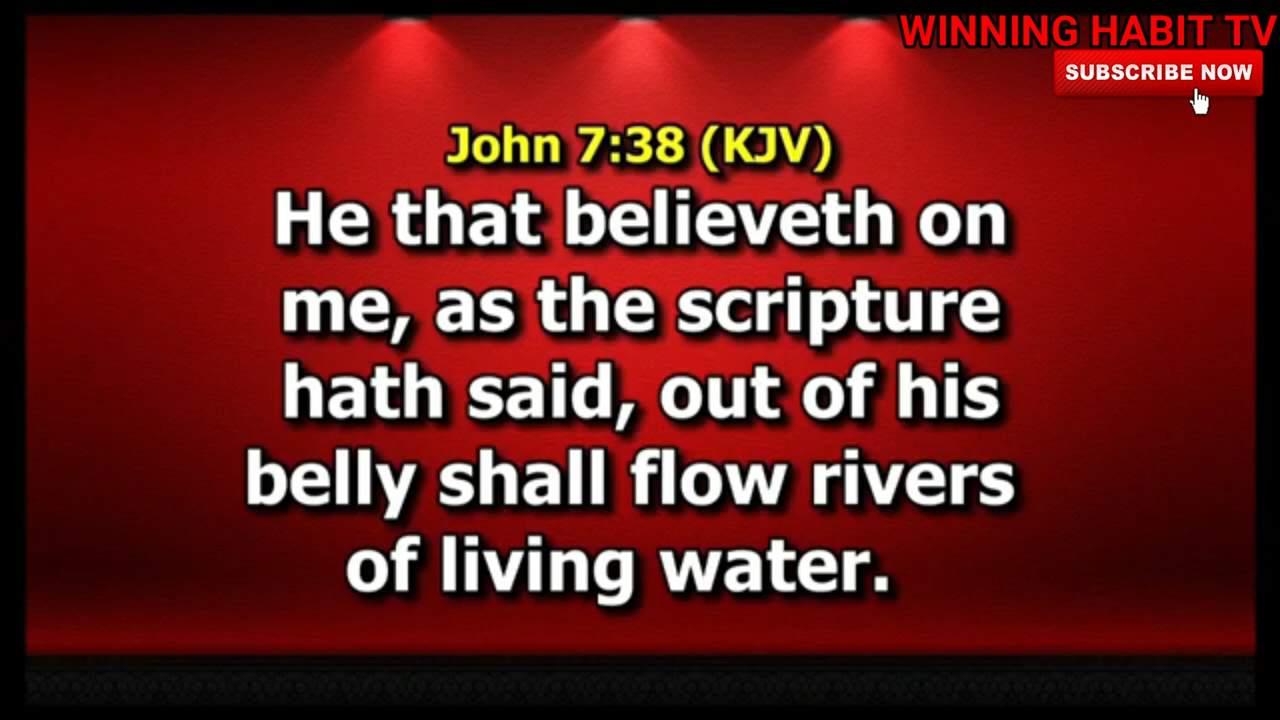 WINNING HABIT TV
SUBSCRIBE NOW
John 7:38 (KJV)
He that believeth on
me, as the scripture
hath said, out of his
belly shall flow rivers
of living water.